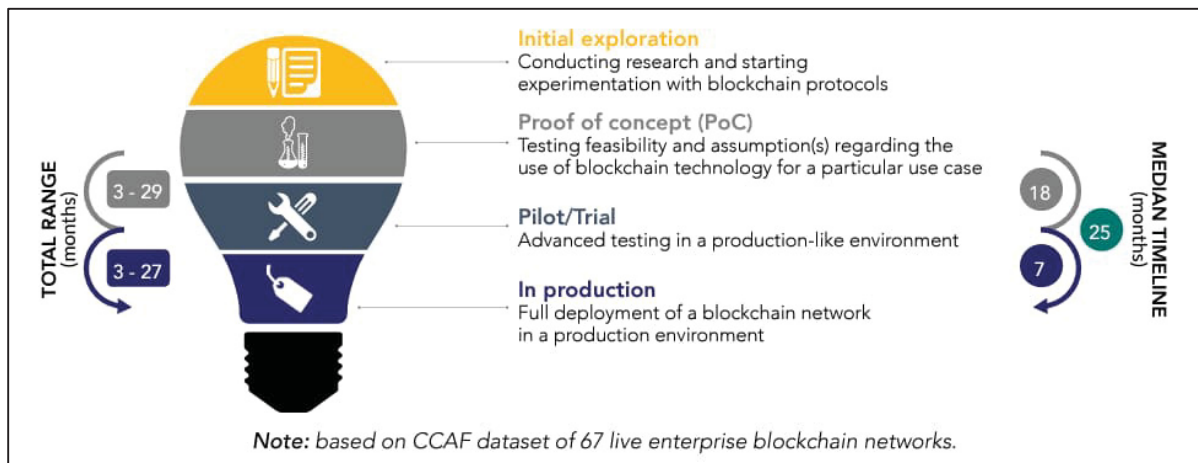 Initial exploration
Conducting research and starting
experimentation with blockchain protocols
Proof of concept (PoC)
Testing feasibility and assumption(s) regarding the
use of blockchain technology for a particular use case
Pilot/Trial
Advanced testing in a production-like environment
In production
Full deployment of a blockchain network
in a production environment
TOTAL RANGE
(months)
3 - 29
3 - 27
18
25
7
MEDIAN TIMELINE
(months)
Note: based on CCAF dataset of 67 live enterprise blockchain networks.